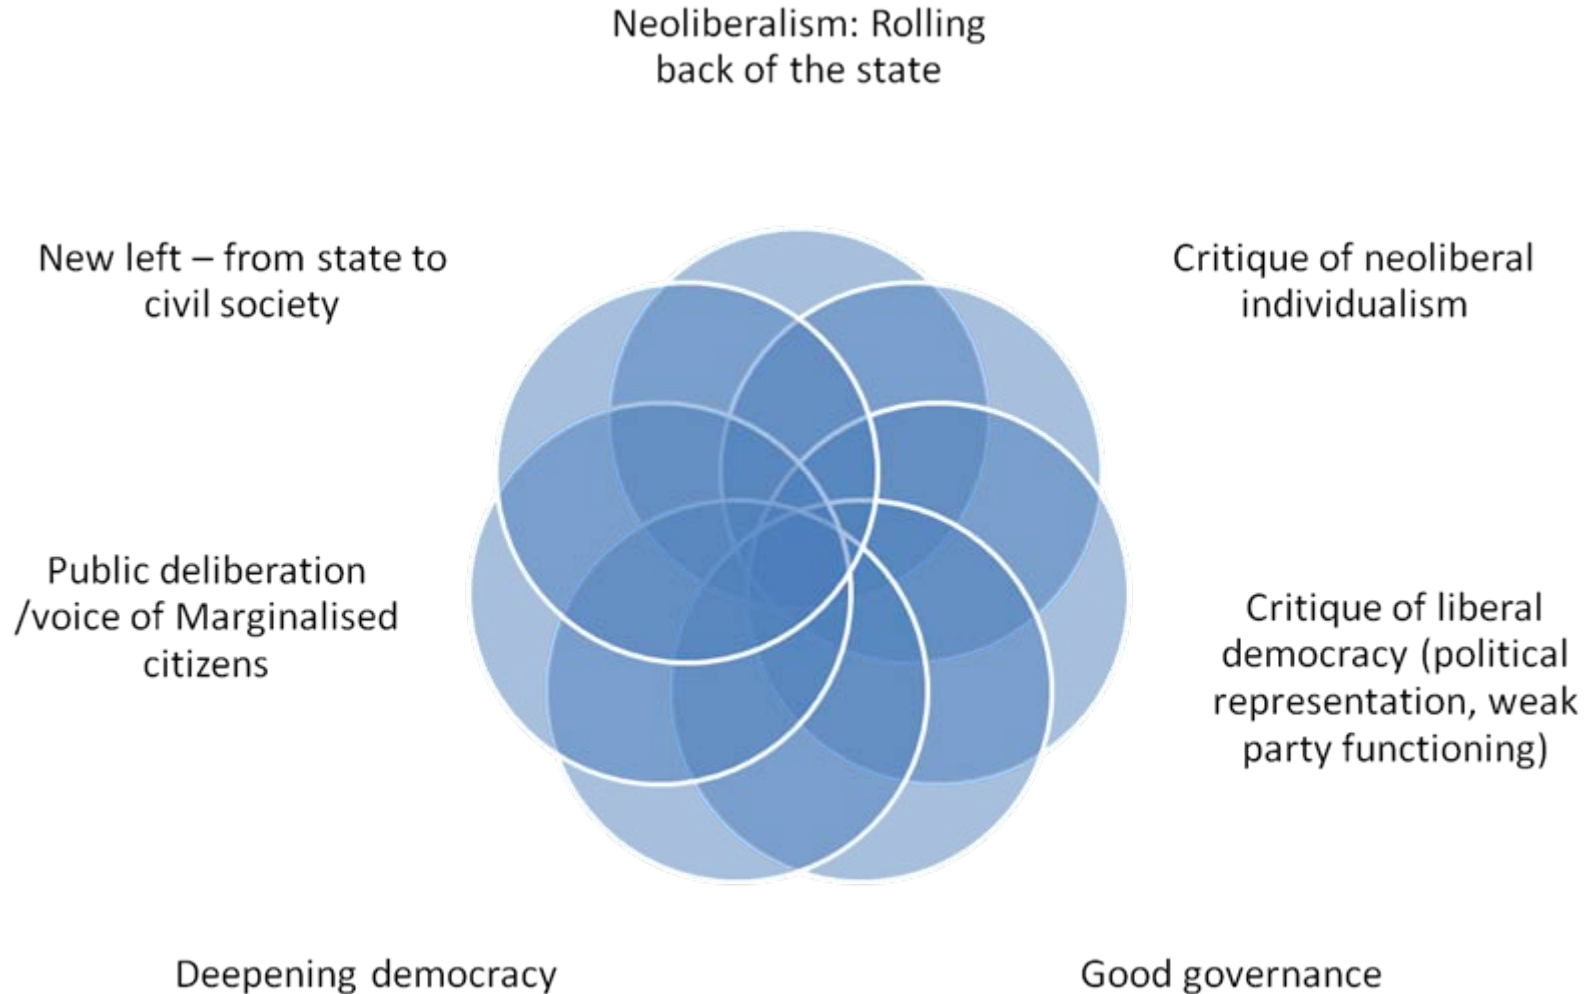 Neoliberalism: Rolling
back of the state
New left – from state to
civil society
Critique of neoliberal
individualism
Public deliberation
/voice of Marginalised
citizens
Critique of liberal
democracy (political
representation, weak
party functioning)
Deepening democracy
Good governance